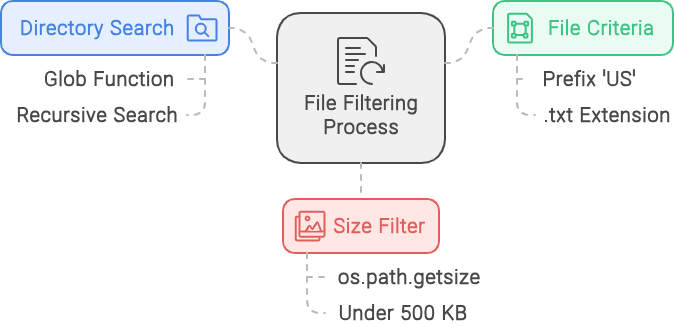 Directory Search
Glob Function
Recursive Search
File Filtering
Process
File Criteria
Prefix 'US'
.txt Extension
Size Filter
os.path.getsize
Under 500 KB